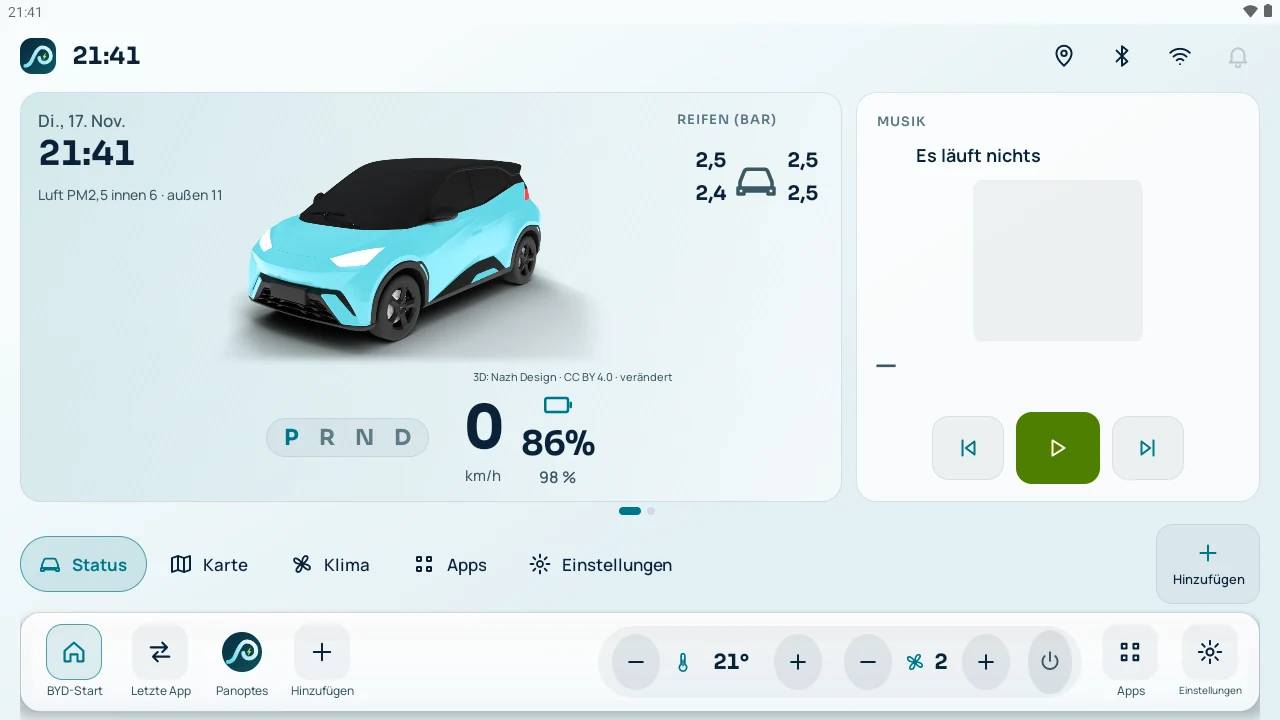 21:41
21:41
Di., 17. Nov.
21:41
Luft PM2,5 innen 6 · außen 11
REIFEN (BAR)
2,5 2,5
2,4 2,5
3D: Nazh Design · CC BY 4.0 · verändert
P R N D
0
km/h
86%
98 %
MUSIK
Es läuft nichts
—
Status
Karte
Klima
Apps
Einstellungen
Hinzufügen
BYD-Start
Letzte App
Panoptes
Hinzufügen
21°
2
Apps
Einstellungen